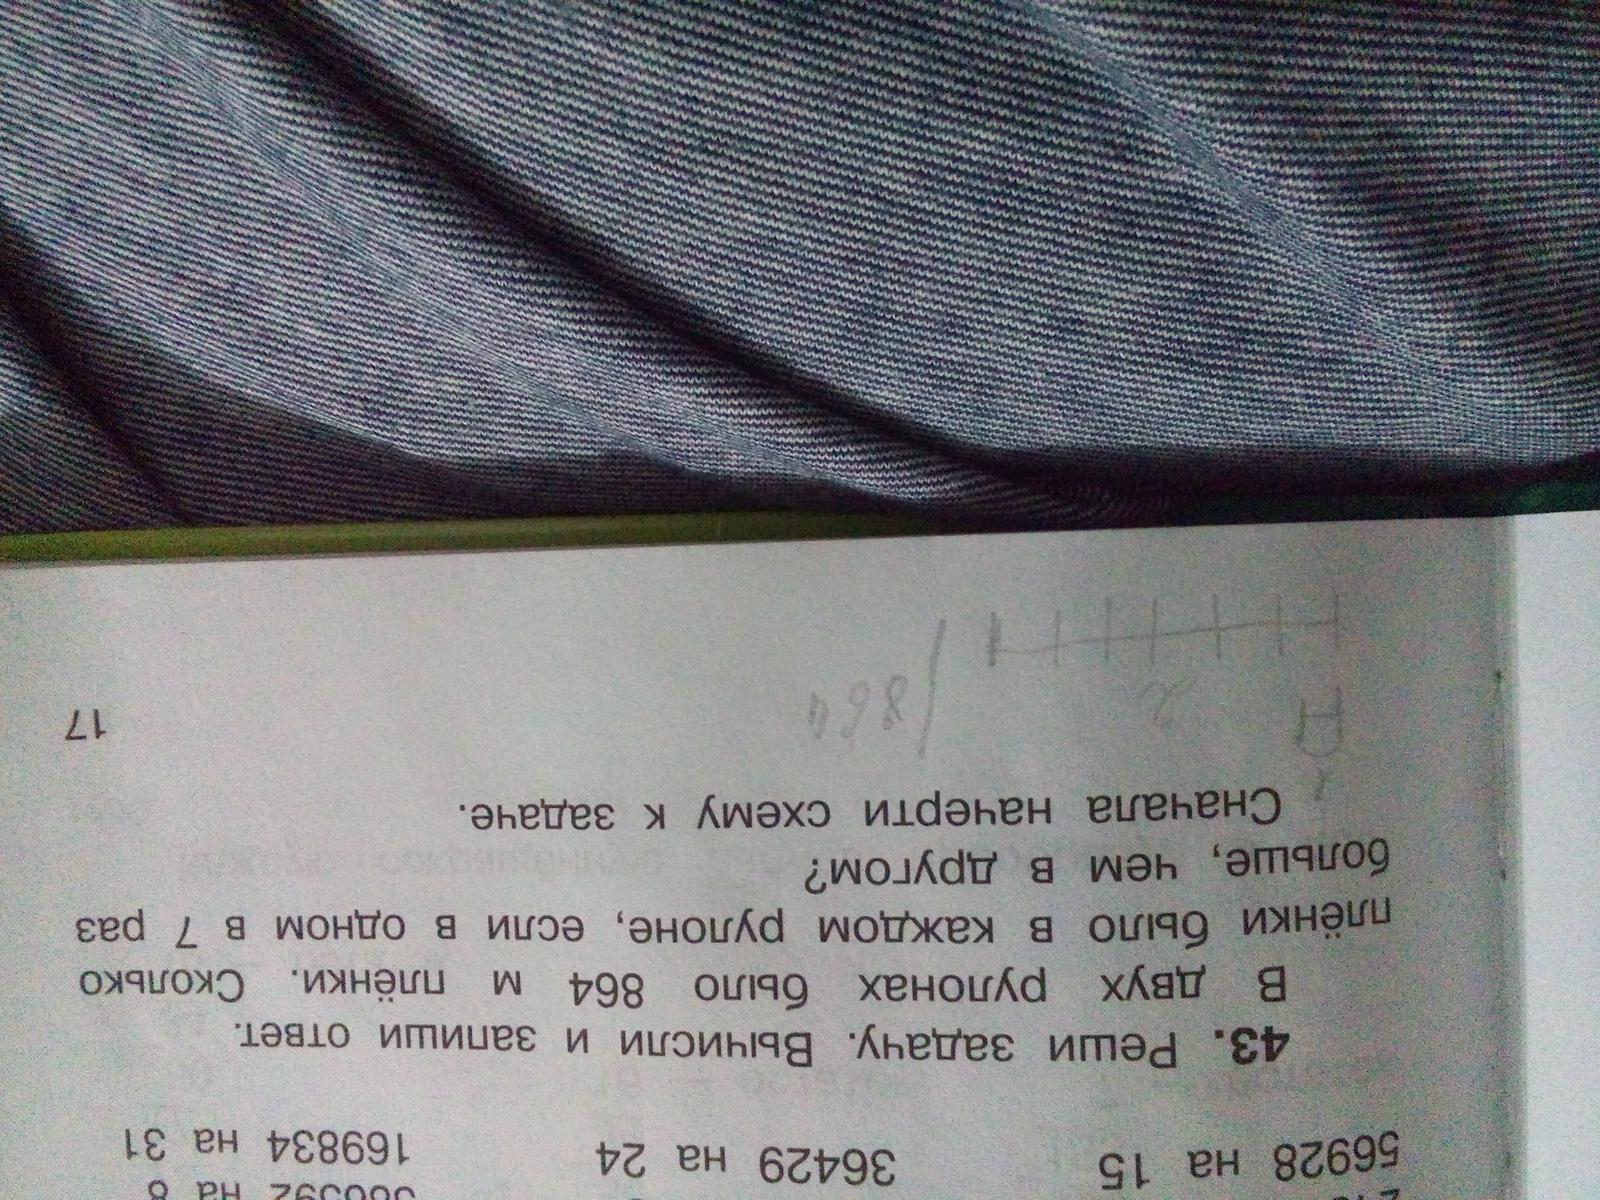 56928 на 15 36429 на 24 169834 на 31
43. Реши задачу. Вычисли и запиши ответ.
В двух рулонах было 864 м плёнки. Сколько
плёнки было в каждом рулоне, если в одном в 7 раз
больше, чем в другом?
Сначала начерти схему к задаче.
17
864